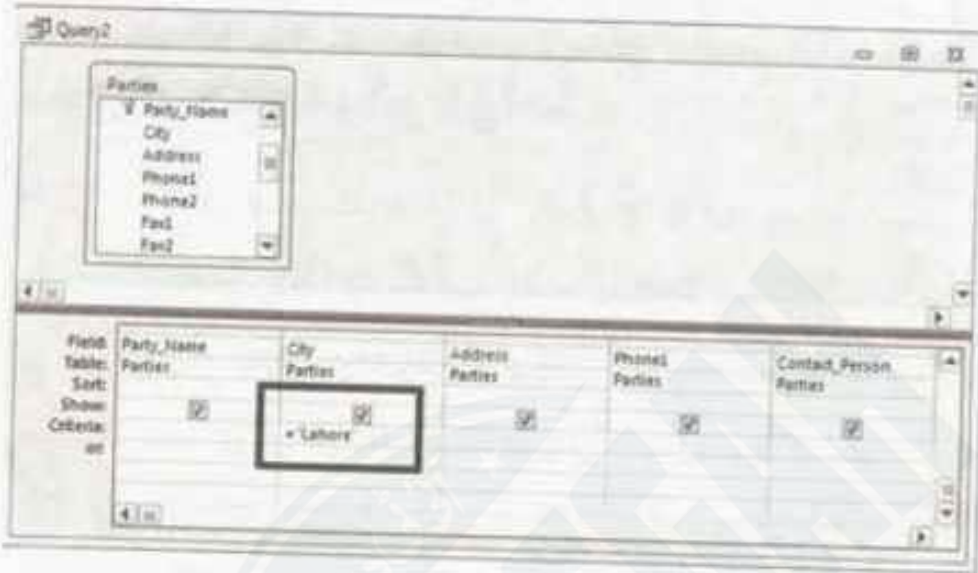 Query2
Parties
Party_Name
City
Address
Phone1
Phone2
Fax1
Fax2
Field: Party_Name City Address Phone1 Contact_Person
Table: Parties Parties Parties Parties Parties
Sort:
Show:
Criteria: = "Lahore"
or: